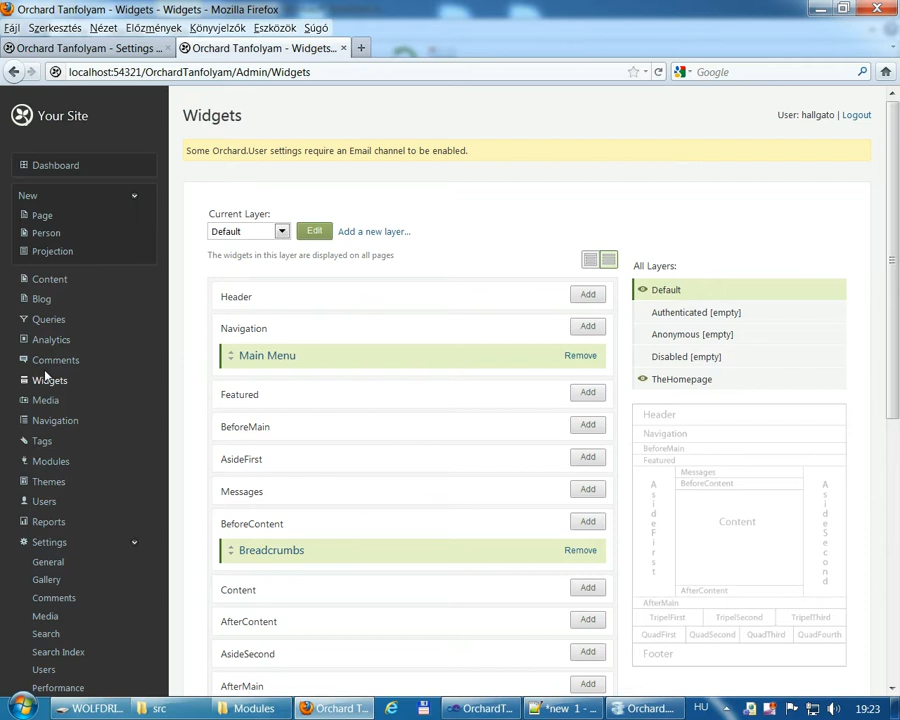 Orchard Tanfolyam - Widgets - Widgets - Mozilla Firefox
Fájl Szerkesztés Nézet Előzmények Könyvjelzők Eszközök Súgó
Orchard Tanfolyam - Settings
Orchard Tanfolyam - Widgets...
localhost:54321/OrchardTanfolyam/Admin/Widgets
Google
Your Site
Dashboard
New
Page
Person
Projection
Content
Blog
Queries
Analytics
Comments
Widgets
Media
Navigation
Tags
Modules
Themes
Users
Reports
Settings
General
Gallery
Comments
Media
Search
Search Index
Users
Performance
Widgets
User: hallgato | Logout
Some Orchard.User settings require an Email channel to be enabled.
Current Layer:
Default Edit Add a new layer...
The widgets in this layer are displayed on all pages
Header Add
Navigation Add
Main Menu Remove
Featured Add
BeforeMain Add
AsideFirst Add
Messages Add
BeforeContent Add
Breadcrumbs Remove
Content Add
AfterContent Add
AsideSecond Add
AfterMain Add
All Layers:
Default
Authenticated [empty]
Anonymous [empty]
Disabled [empty]
TheHomepage
Header
Navigation
BeforeMain
Featured
AsideFirst
Messages
BeforeContent
Content
AfterContent
AsideSecond
AfterMain
TripelFirst TripelSecond TripelThird
QuadFirst QuadSecond QuadThird QuadFourth
Footer
WOLFDRI...
src
Modules
Orchard T...
OrchardT...
*new 1 - ...
Orchard....
HU
19:23